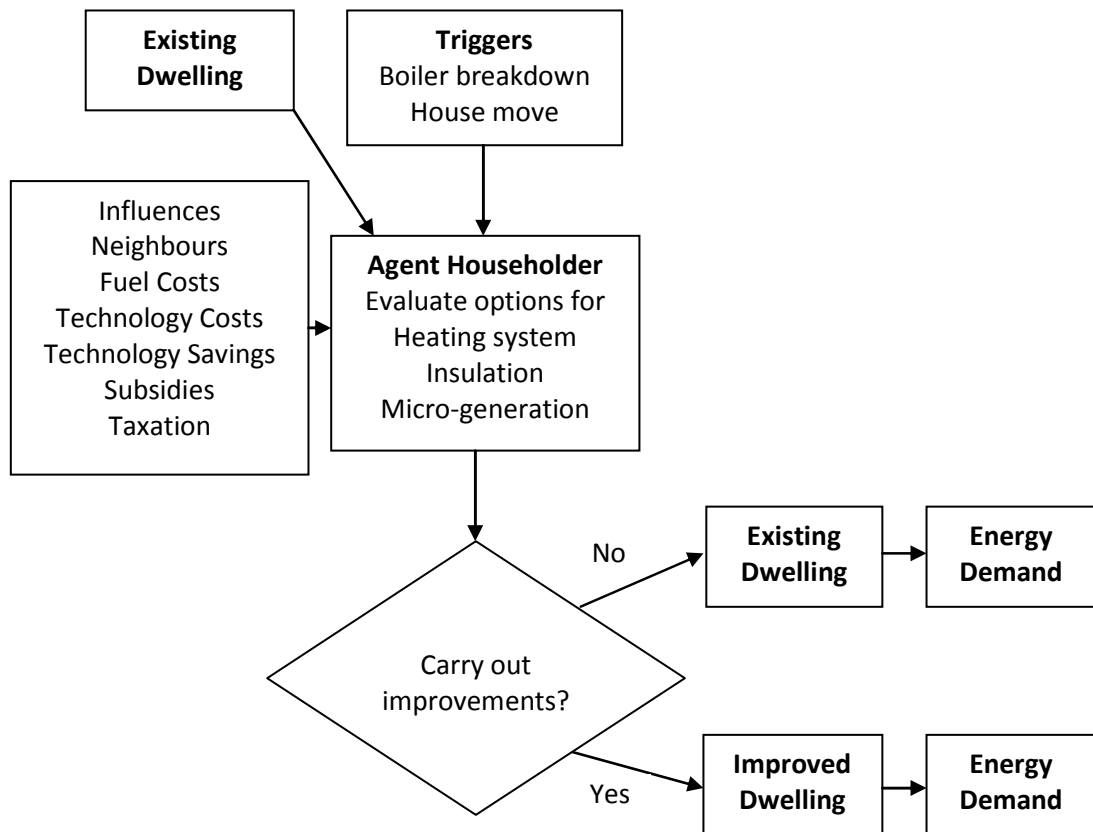 Existing
Dwelling
Triggers
Boiler breakdown
House move
Influences
Neighbours
Fuel Costs
Technology Costs
Technology Savings
Subsidies
Taxation
Agent Householder
Evaluate options for
Heating system
Insulation
Micro-generation
Carry out
improvements?
No
Existing
Dwelling
Energy
Demand
Yes
Improved
Dwelling
Energy
Demand